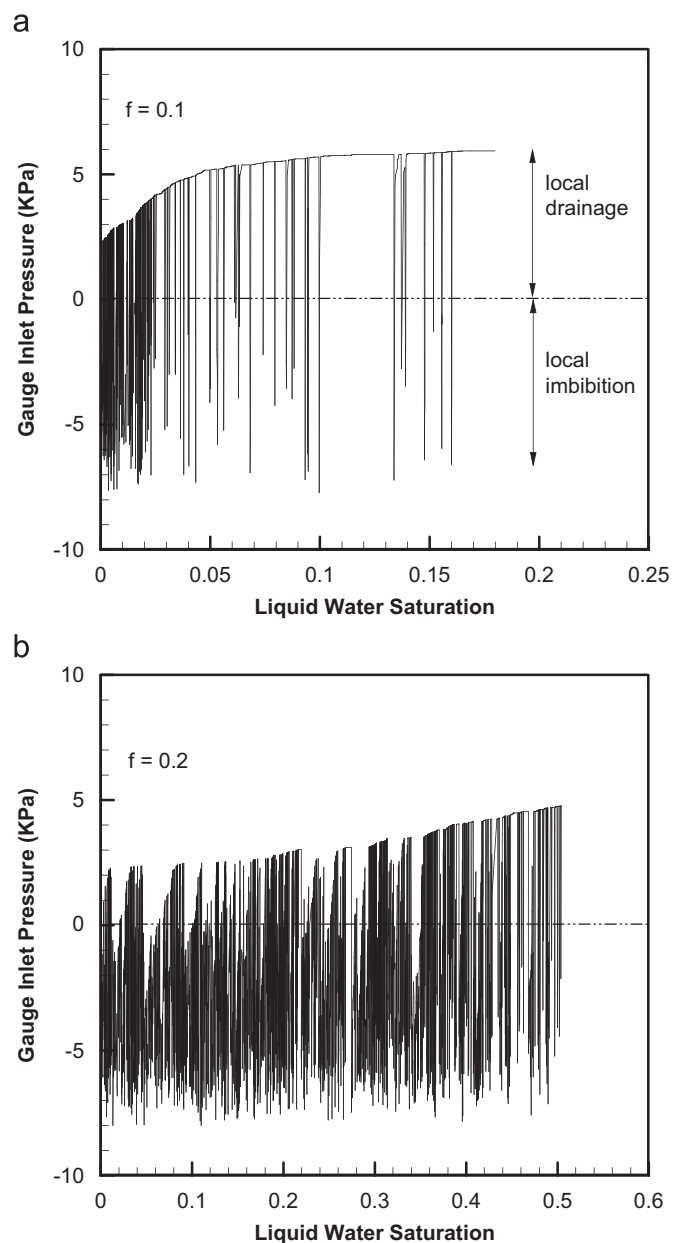 a
10
5
0
-5
-10
Gauge Inlet Pressure (KPa)
f = 0.1
local
drainage
local
imbibition
0 0.05 0.1 0.15 0.2 0.25
Liquid Water Saturation
b
10
5
0
-5
-10
Gauge Inlet Pressure (KPa)
f = 0.2
0 0.1 0.2 0.3 0.4 0.5 0.6
Liquid Water Saturation